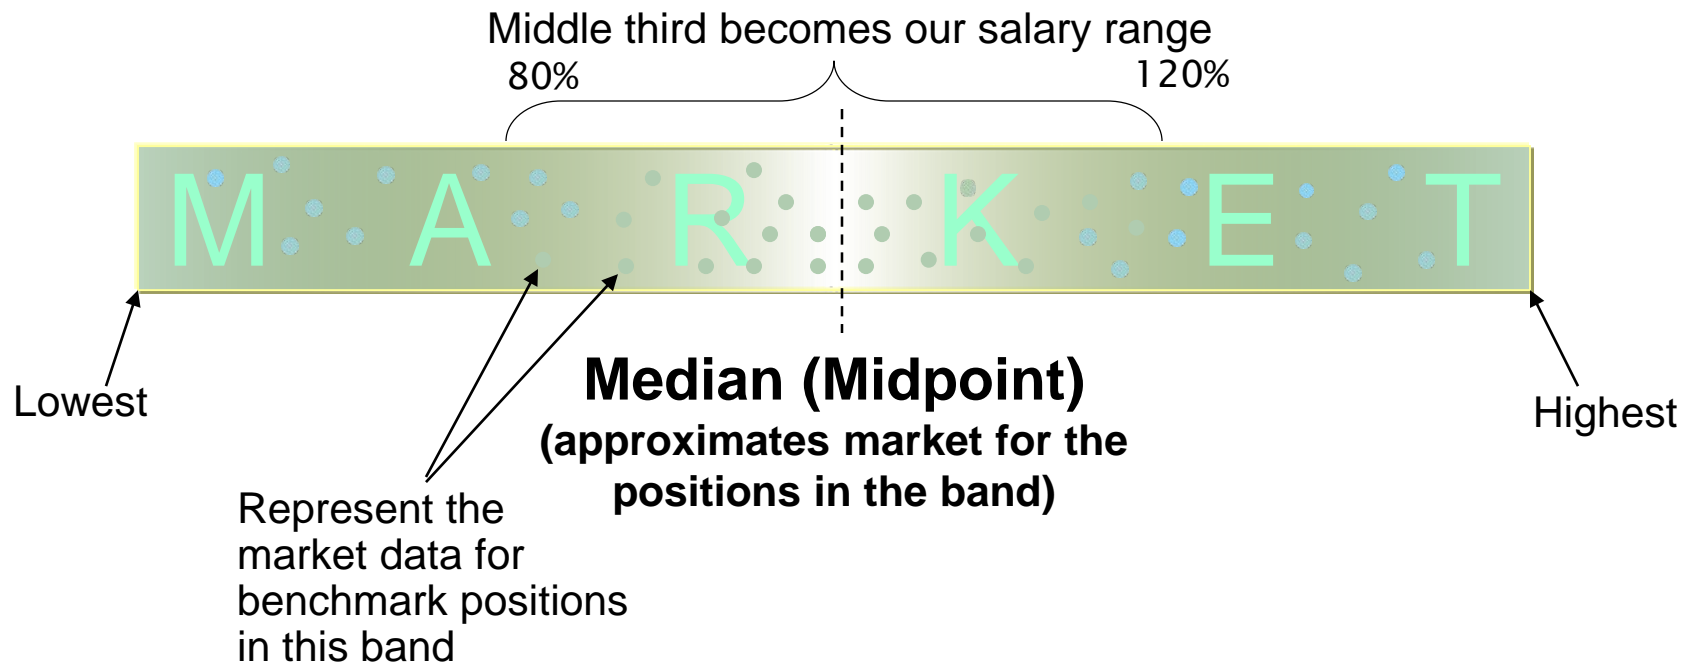 Middle third becomes our salary range
80%
120%
M A R K E T
Lowest
Median (Midpoint)
(approximates market for the
positions in the band)
Highest
Represent the
market data for
benchmark positions
in this band